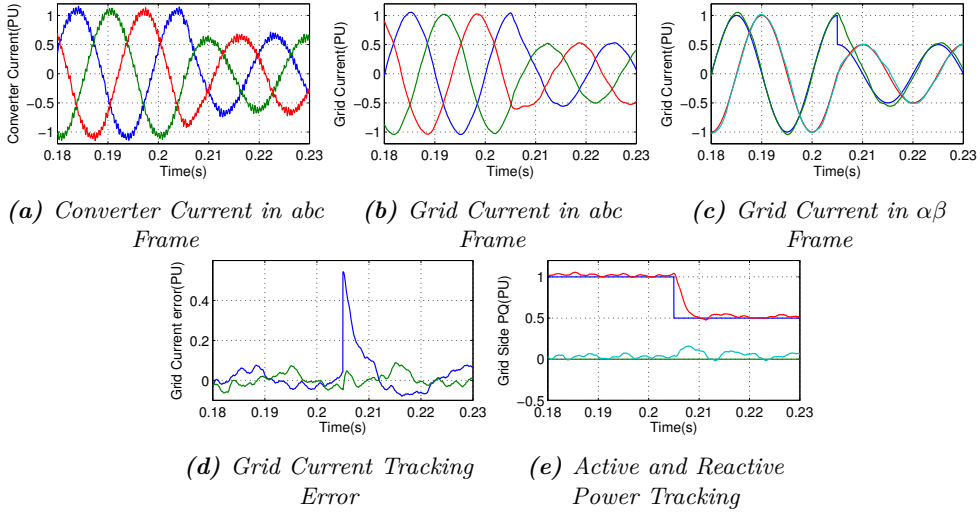 Converter Current(PU)
1
0.5
0
−0.5
−1
0.18
0.19
0.2
0.21
0.22
0.23
Time(s)
(a) Converter Current in abc
Frame
Grid Current(PU)
1
0.5
0
−0.5
−1
0.18
0.19
0.2
0.21
0.22
0.23
Time(s)
(b) Grid Current in abc
Frame
Grid Current(PU)
1
0.5
0
−0.5
−1
0.18
0.19
0.2
0.21
0.22
0.23
Time(s)
(c) Grid Current in αβ
Frame
Grid Current error(PU)
0.4
0.2
0
0.18
0.19
0.2
0.21
0.22
0.23
Time(s)
(d) Grid Current Tracking
Error
Grid Side PQ(PU)
1
0.5
0
−0.5
0.18
0.19
0.2
0.21
0.22
0.23
Time(s)
(e) Active and Reactive
Power Tracking